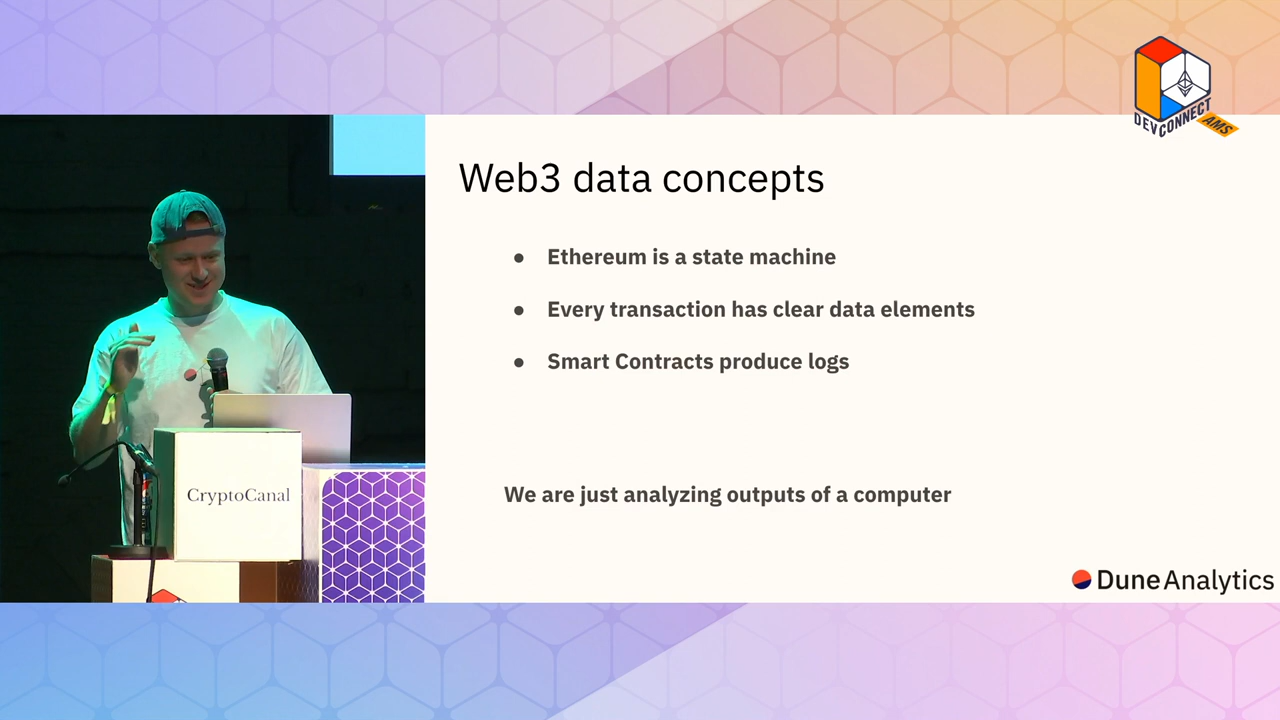 DEVCONNECT
AMS
Web3 data concepts
● Ethereum is a state machine
● Every transaction has clear data elements
● Smart Contracts produce logs
We are just analyzing outputs of a computer
CryptoCanal
Dune Analytics